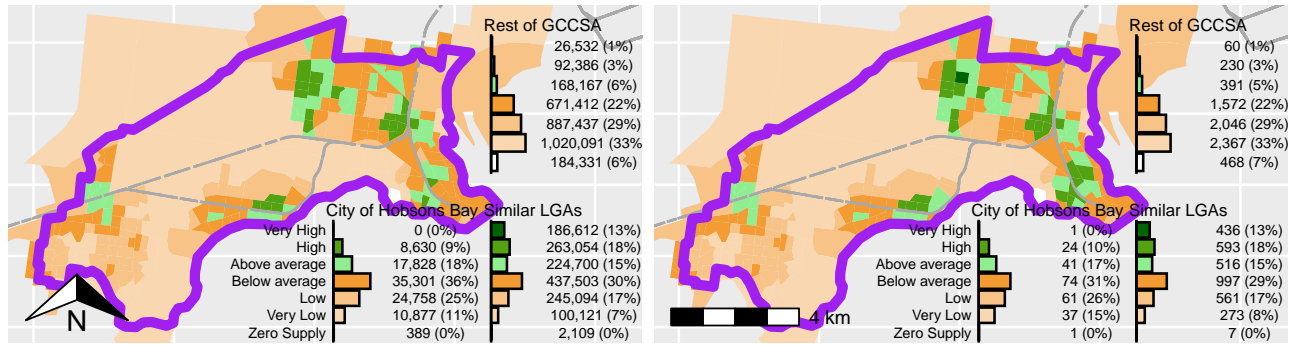 Rest of GCCSA
26,532 (1%)
92,386 (3%)
168,167 (6%)
671,412 (22%)
887,437 (29%)
1,020,091 (33%)
184,331 (6%)
City of Hobsons Bay Similar LGAs
Very High 0 (0%) 186,612 (13%)
High 8,630 (9%) 263,054 (18%)
Above average 17,828 (18%) 224,700 (15%)
Below average 35,301 (36%) 437,503 (30%)
Low 24,758 (25%) 245,094 (17%)
Very Low 10,877 (11%) 100,121 (7%)
Zero Supply 389 (0%) 2,109 (0%)
N
Rest of GCCSA
60 (1%)
230 (3%)
391 (5%)
1,572 (22%)
2,046 (29%)
2,367 (33%)
468 (7%)
City of Hobsons Bay Similar LGAs
Very High 1 (0%) 436 (13%)
High 24 (10%) 593 (18%)
Above average 41 (17%) 516 (15%)
Below average 74 (31%) 997 (29%)
Low 61 (26%) 561 (17%)
Very Low 37 (15%) 273 (8%)
Zero Supply 1 (0%) 7 (0%)
4 km